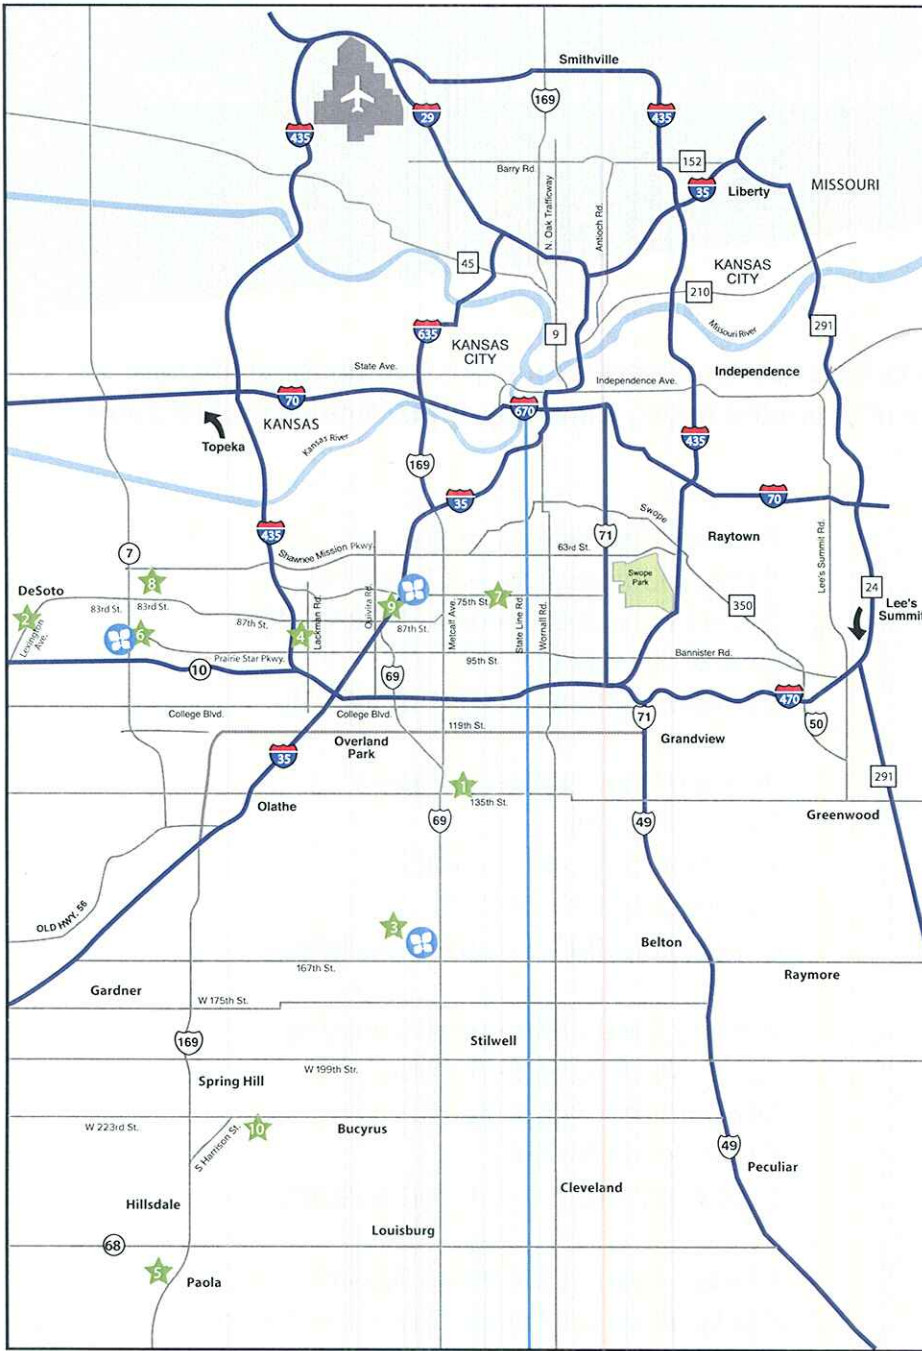 Smithville
169
435
29
435
152
Barry Rd.
35
Liberty
MISSOURI
N. Oak Trafficway
Antioch Rd.
45
KANSAS
CITY
210
Missouri River
291
635
KANSAS
CITY
9
State Ave.
Independence Ave.
Independence
70
670
KANSAS
Topeka
Kansas River
435
169
35
70
Swope
71
Raytown
Lee's Summit Rd.
435
7
Shawnee Mission Pkwy.
63rd St.
Swope
Park
24
DeSoto
8
83rd St.
83rd St.
2
Lexington
Ave.
6
87th St.
4
Lackman Rd.
Quivira Rd.
9
87th St.
75th St.
7
Metcalf Ave.
State Line Rd.
Wornall Rd.
350
Lee's
Summit
Prairie Star Pkwy.
10
95th St.
Bannister Rd.
69
470
College Blvd.
College Blvd.
71
50
119th St.
Grandview
Overland
Park
35
291
1
135th St.
Olathe
69
49
Greenwood
OLD HWY. 56
3
Belton
167th St.
Raymore
Gardner
W 175th St.
169
Stilwell
W 199th Str.
Spring Hill
W 223rd St.
S Harrison St.
10
Bucyrus
49
Peculiar
Cleveland
Hillsdale
68
Louisburg
5
Paola